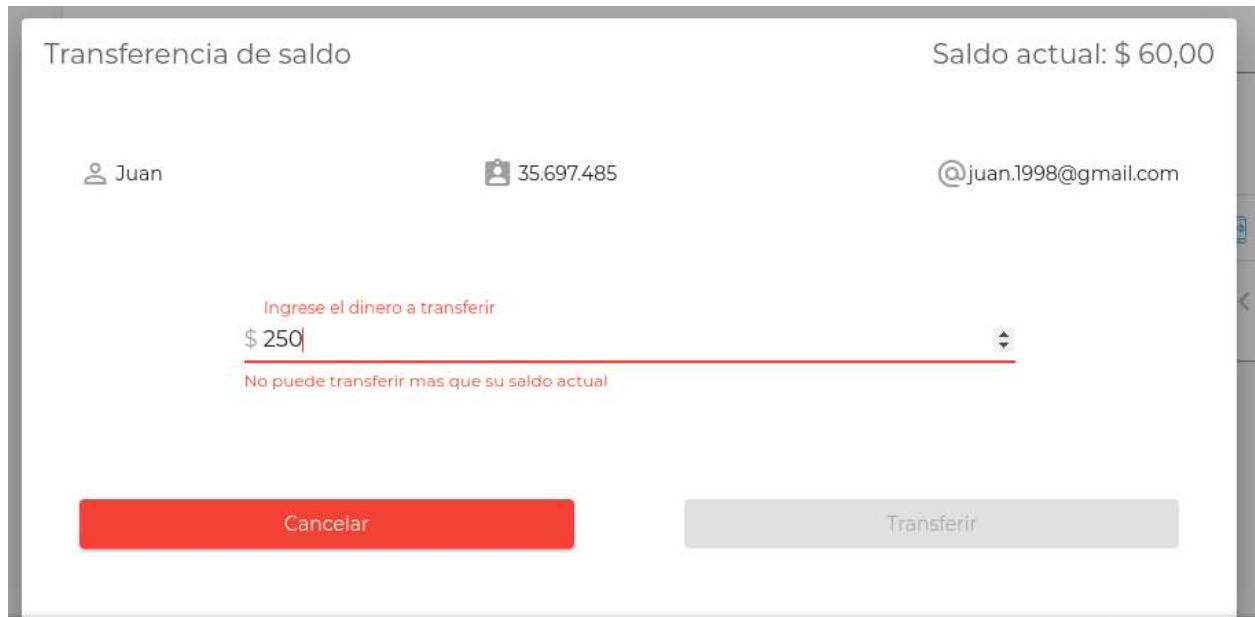 Transferencia de saldo Saldo actual: $ 60,00
Juan 35.697.485 @juan.1998@gmail.com
Ingrese el dinero a transferir
$ 250
No puede transferir mas que su saldo actual
Cancelar Transferir